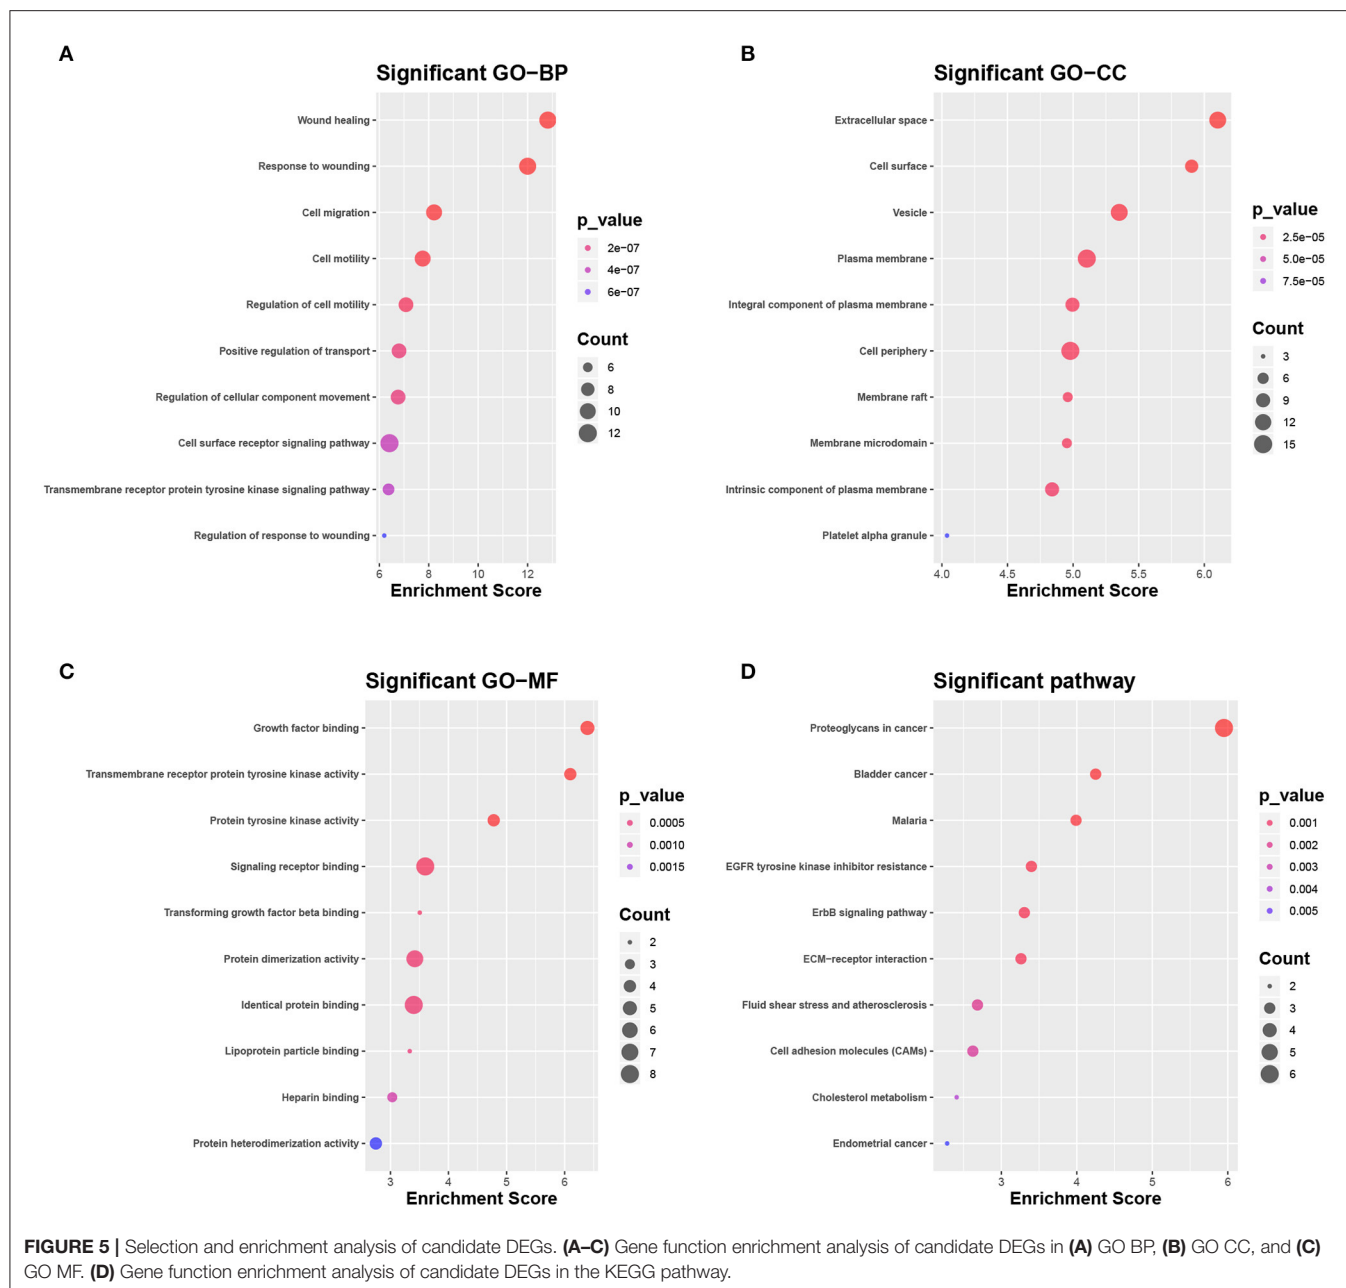 A
Significant GO−BP
Wound healing
Response to wounding
Cell migration
Cell motility
Regulation of cell motility
Positive regulation of transport
Regulation of cellular component movement
Cell surface receptor signaling pathway
Transmembrane receptor protein tyrosine kinase signaling pathway
Regulation of response to wounding
6 8 10 12
Enrichment Score
p_value
2e−07
4e−07
6e−07
Count
6
8
10
12
B
Significant GO−CC
Extracellular space
Cell surface
Vesicle
Plasma membrane
Integral component of plasma membrane
Cell periphery
Membrane raft
Membrane microdomain
Intrinsic component of plasma membrane
Platelet alpha granule
4.0 4.5 5.0 5.5 6.0
Enrichment Score
p_value
2.5e−05
5.0e−05
7.5e−05
Count
3
6
9
12
15
C
Significant GO−MF
Growth factor binding
Transmembrane receptor protein tyrosine kinase activity
Protein tyrosine kinase activity
Signaling receptor binding
Transforming growth factor beta binding
Protein dimerization activity
Identical protein binding
Lipoprotein particle binding
Heparin binding
Protein heterodimerization activity
3 4 5 6
Enrichment Score
p_value
0.0005
0.0010
0.0015
Count
2
3
4
5
6
7
8
D
Significant pathway
Proteoglycans in cancer
Bladder cancer
Malaria
EGFR tyrosine kinase inhibitor resistance
ErbB signaling pathway
ECM−receptor interaction
Fluid shear stress and atherosclerosis
Cell adhesion molecules (CAMs)
Cholesterol metabolism
Endometrial cancer
3 4 5 6
Enrichment Score
p_value
0.001
0.002
0.003
0.004
0.005
Count
2
3
4
5
6
FIGURE 5 | Selection and enrichment analysis of candidate DEGs. (A–C) Gene function enrichment analysis of candidate DEGs in (A) GO BP, (B) GO CC, and (C)
GO MF. (D) Gene function enrichment analysis of candidate DEGs in the KEGG pathway.